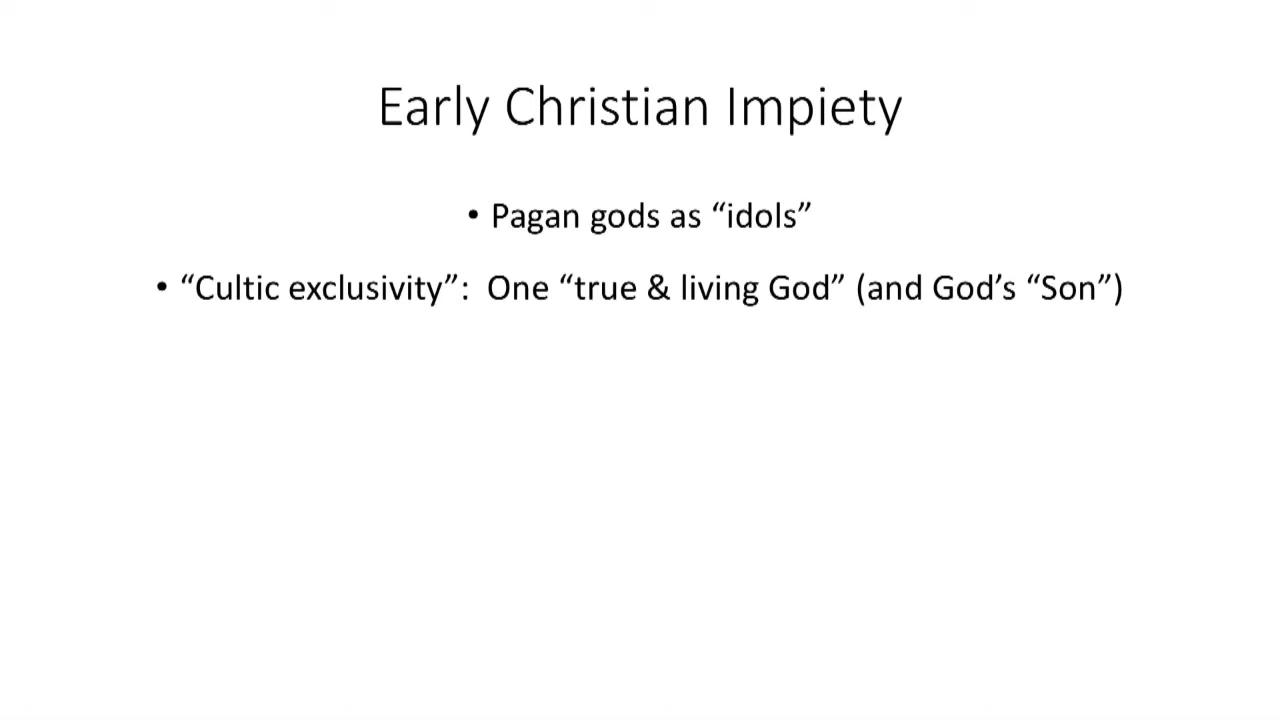 Early Christian Impiety
• Pagan gods as “idols”
• “Cultic exclusivity”:  One “true & living God” (and God’s “Son”)